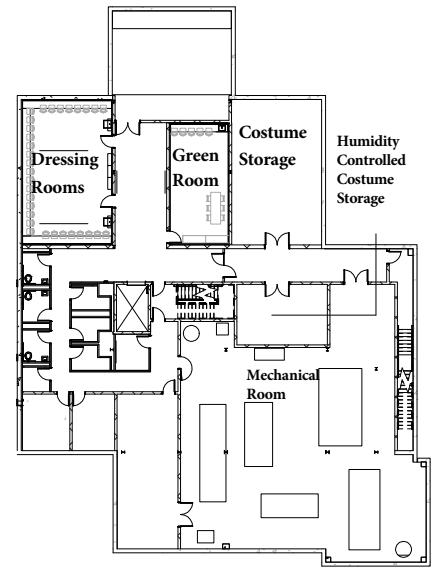 Dressing
Rooms
Green
Room
Costume
Storage
Humidity
Controlled
Costume
Storage
Mechanical
Room